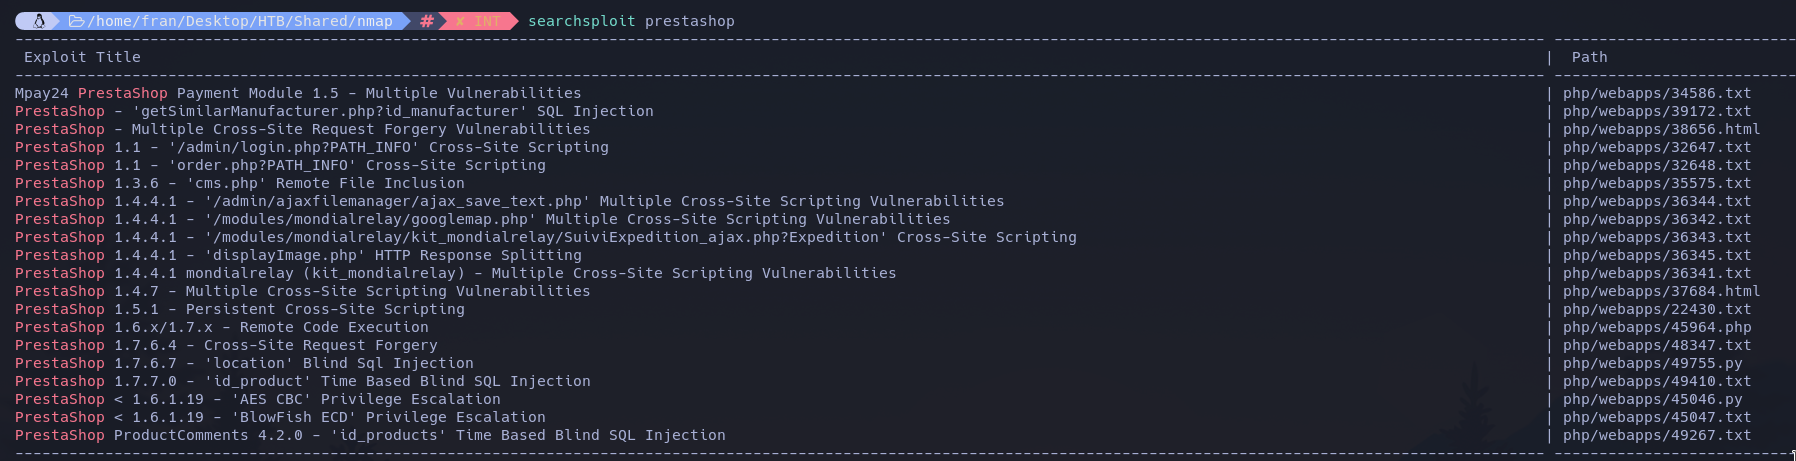 /home/fran/Desktop/HTB/Shared/nmap # ✘ INT searchsploit prestashop
Exploit Title | Path
Mpay24 PrestaShop Payment Module 1.5 - Multiple Vulnerabilities | php/webapps/34586.txt
PrestaShop - 'getSimilarManufacturer.php?id_manufacturer' SQL Injection | php/webapps/39172.txt
PrestaShop - Multiple Cross-Site Request Forgery Vulnerabilities | php/webapps/38656.html
PrestaShop 1.1 - '/admin/login.php?PATH_INFO' Cross-Site Scripting | php/webapps/32647.txt
PrestaShop 1.1 - 'order.php?PATH_INFO' Cross-Site Scripting | php/webapps/32648.txt
PrestaShop 1.3.6 - 'cms.php' Remote File Inclusion | php/webapps/35575.txt
PrestaShop 1.4.4.1 - '/admin/ajaxfilemanager/ajax_save_text.php' Multiple Cross-Site Scripting Vulnerabilities | php/webapps/36344.txt
PrestaShop 1.4.4.1 - '/modules/mondialrelay/googlemap.php' Multiple Cross-Site Scripting Vulnerabilities | php/webapps/36342.txt
PrestaShop 1.4.4.1 - '/modules/mondialrelay/kit_mondialrelay/SuiviExpedition_ajax.php?Expedition' Cross-Site Scripting | php/webapps/36343.txt
PrestaShop 1.4.4.1 - 'displayImage.php' HTTP Response Splitting | php/webapps/36345.txt
PrestaShop 1.4.4.1 mondialrelay (kit_mondialrelay) - Multiple Cross-Site Scripting Vulnerabilities | php/webapps/36341.txt
PrestaShop 1.4.7 - Multiple Cross-Site Scripting Vulnerabilities | php/webapps/37684.html
PrestaShop 1.5.1 - Persistent Cross-Site Scripting | php/webapps/22430.txt
PrestaShop 1.6.x/1.7.x - Remote Code Execution | php/webapps/45964.php
PrestaShop 1.7.6.4 - Cross-Site Request Forgery | php/webapps/48347.txt
PrestaShop 1.7.6.7 - 'location' Blind Sql Injection | php/webapps/49755.py
Prestashop 1.7.7.0 - 'id_product' Time Based Blind SQL Injection | php/webapps/49410.txt
PrestaShop < 1.6.1.19 - 'AES CBC' Privilege Escalation | php/webapps/45046.py
PrestaShop < 1.6.1.19 - 'BlowFish ECD' Privilege Escalation | php/webapps/45047.txt
PrestaShop ProductComments 4.2.0 - 'id_products' Time Based Blind SQL Injection | php/webapps/49267.txt